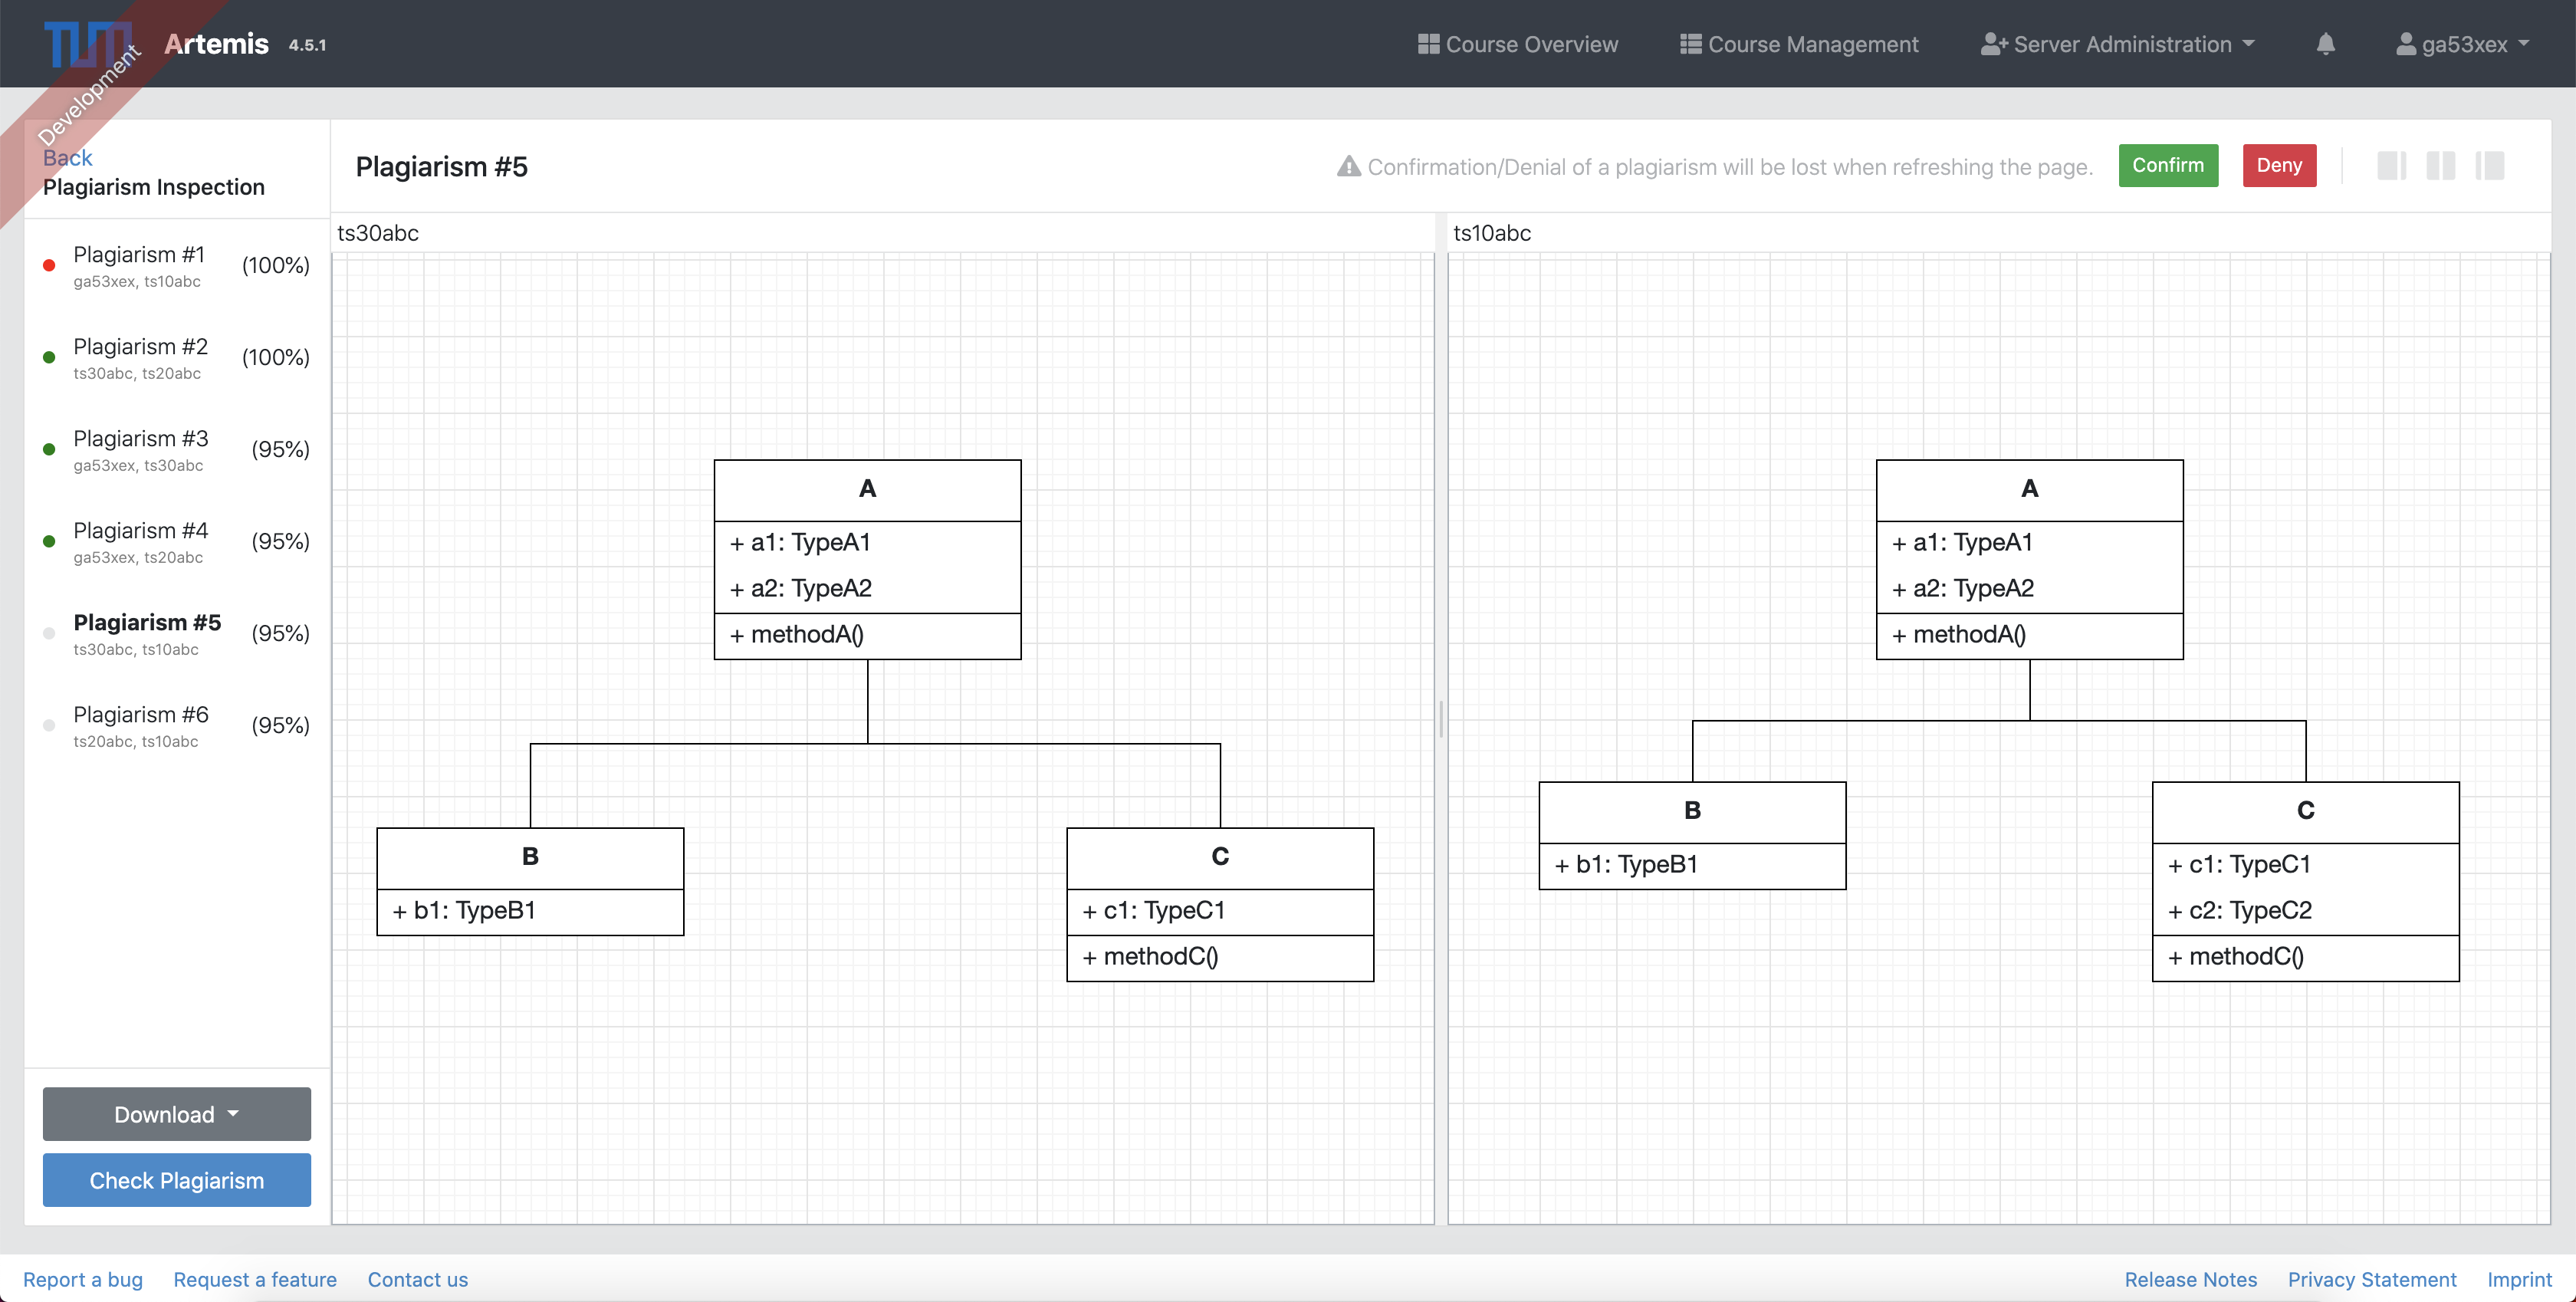 TUM Artemis 4.5.1 Course Overview Course Management Server Administration ga53xex
Development
Back
Plagiarism Inspection
Plagiarism #1 (100%)
ga53xex, ts10abc
Plagiarism #2 (100%)
ts30abc, ts20abc
Plagiarism #3 (95%)
ga53xex, ts30abc
Plagiarism #4 (95%)
ga53xex, ts20abc
Plagiarism #5 (95%)
ts30abc, ts10abc
Plagiarism #6 (95%)
ts20abc, ts10abc
Download
Check Plagiarism
Plagiarism #5 Confirmation/Denial of a plagiarism will be lost when refreshing the page. Confirm Deny
ts30abc
A
+ a1: TypeA1
+ a2: TypeA2
+ methodA()
B
+ b1: TypeB1
C
+ c1: TypeC1
+ methodC()
ts10abc
A
+ a1: TypeA1
+ a2: TypeA2
+ methodA()
B
+ b1: TypeB1
C
+ c1: TypeC1
+ c2: TypeC2
+ methodC()
Report a bug Request a feature Contact us Release Notes Privacy Statement Imprint